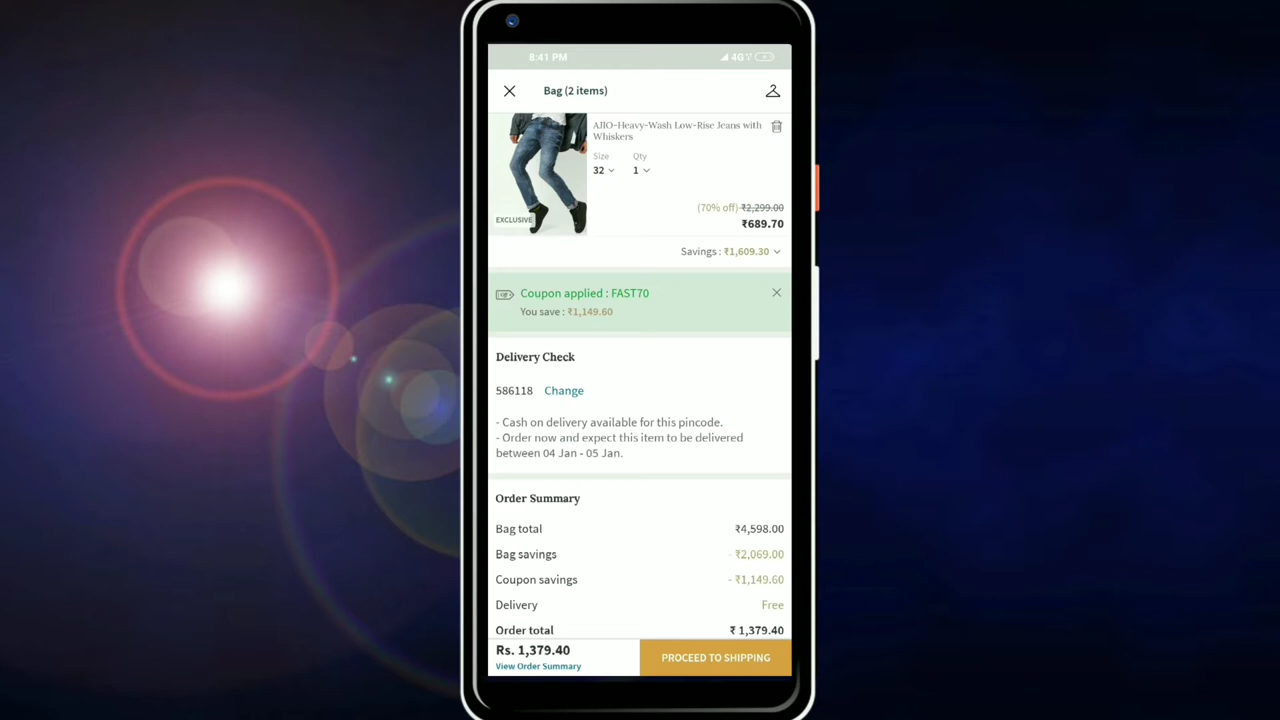 8:41 PM 4G
Bag (2 items)
AJIO-Heavy-Wash Low-Rise Jeans with
Whiskers
Size Qty
32 1
EXCLUSIVE
(70% off) ₹2,299.00
₹689.70
Savings : ₹1,609.30
Coupon applied : FAST70
You save : ₹1,149.60
Delivery Check
586118 Change
- Cash on delivery available for this pincode.
- Order now and expect this item to be delivered
between 04 Jan - 05 Jan.
Order Summary
Bag total ₹4,598.00
Bag savings - ₹2,069.00
Coupon savings - ₹1,149.60
Delivery Free
Order total ₹ 1,379.40
Rs. 1,379.40
View Order Summary
PROCEED TO SHIPPING